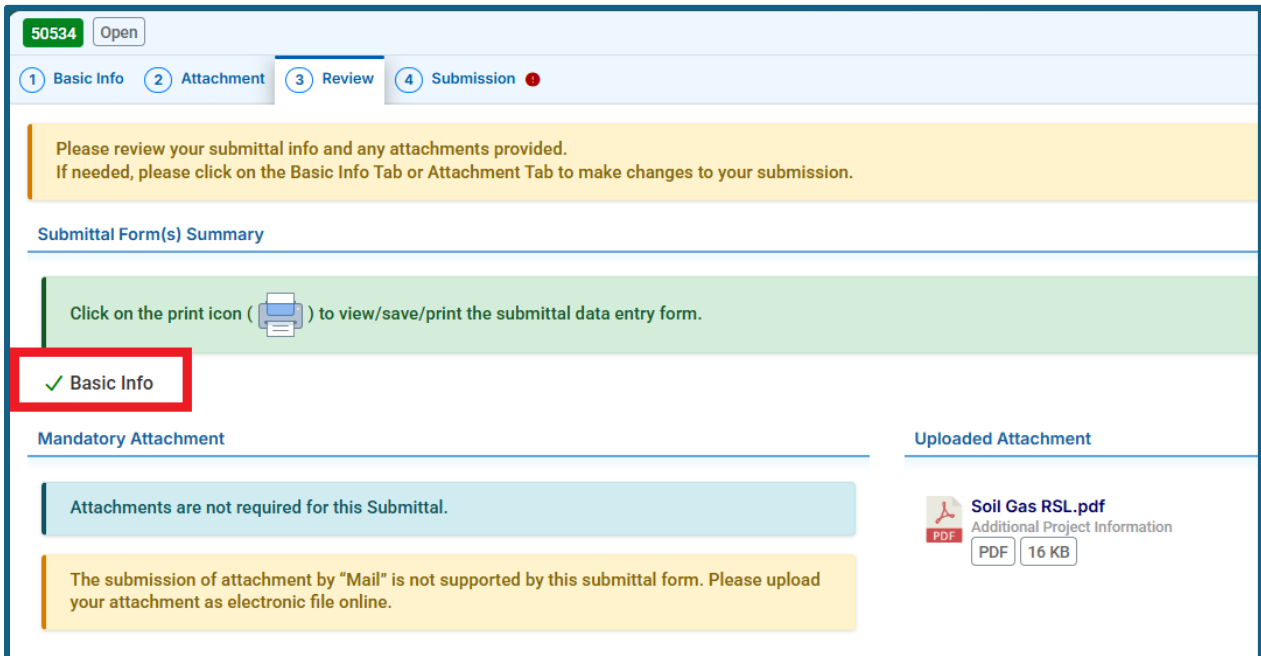 50534 Open
1 Basic Info 2 Attachment 3 Review 4 Submission
Please review your submittal info and any attachments provided.
If needed, please click on the Basic Info Tab or Attachment Tab to make changes to your submission.
Submittal Form(s) Summary
Click on the print icon ( ) to view/save/print the submittal data entry form.
Basic Info
Mandatory Attachment
Attachments are not required for this Submittal.
The submission of attachment by “Mail” is not supported by this submittal form. Please upload
your attachment as electronic file online.
Uploaded Attachment
PDF
Soil Gas RSL.pdf
Additional Project Information
PDF 16 KB